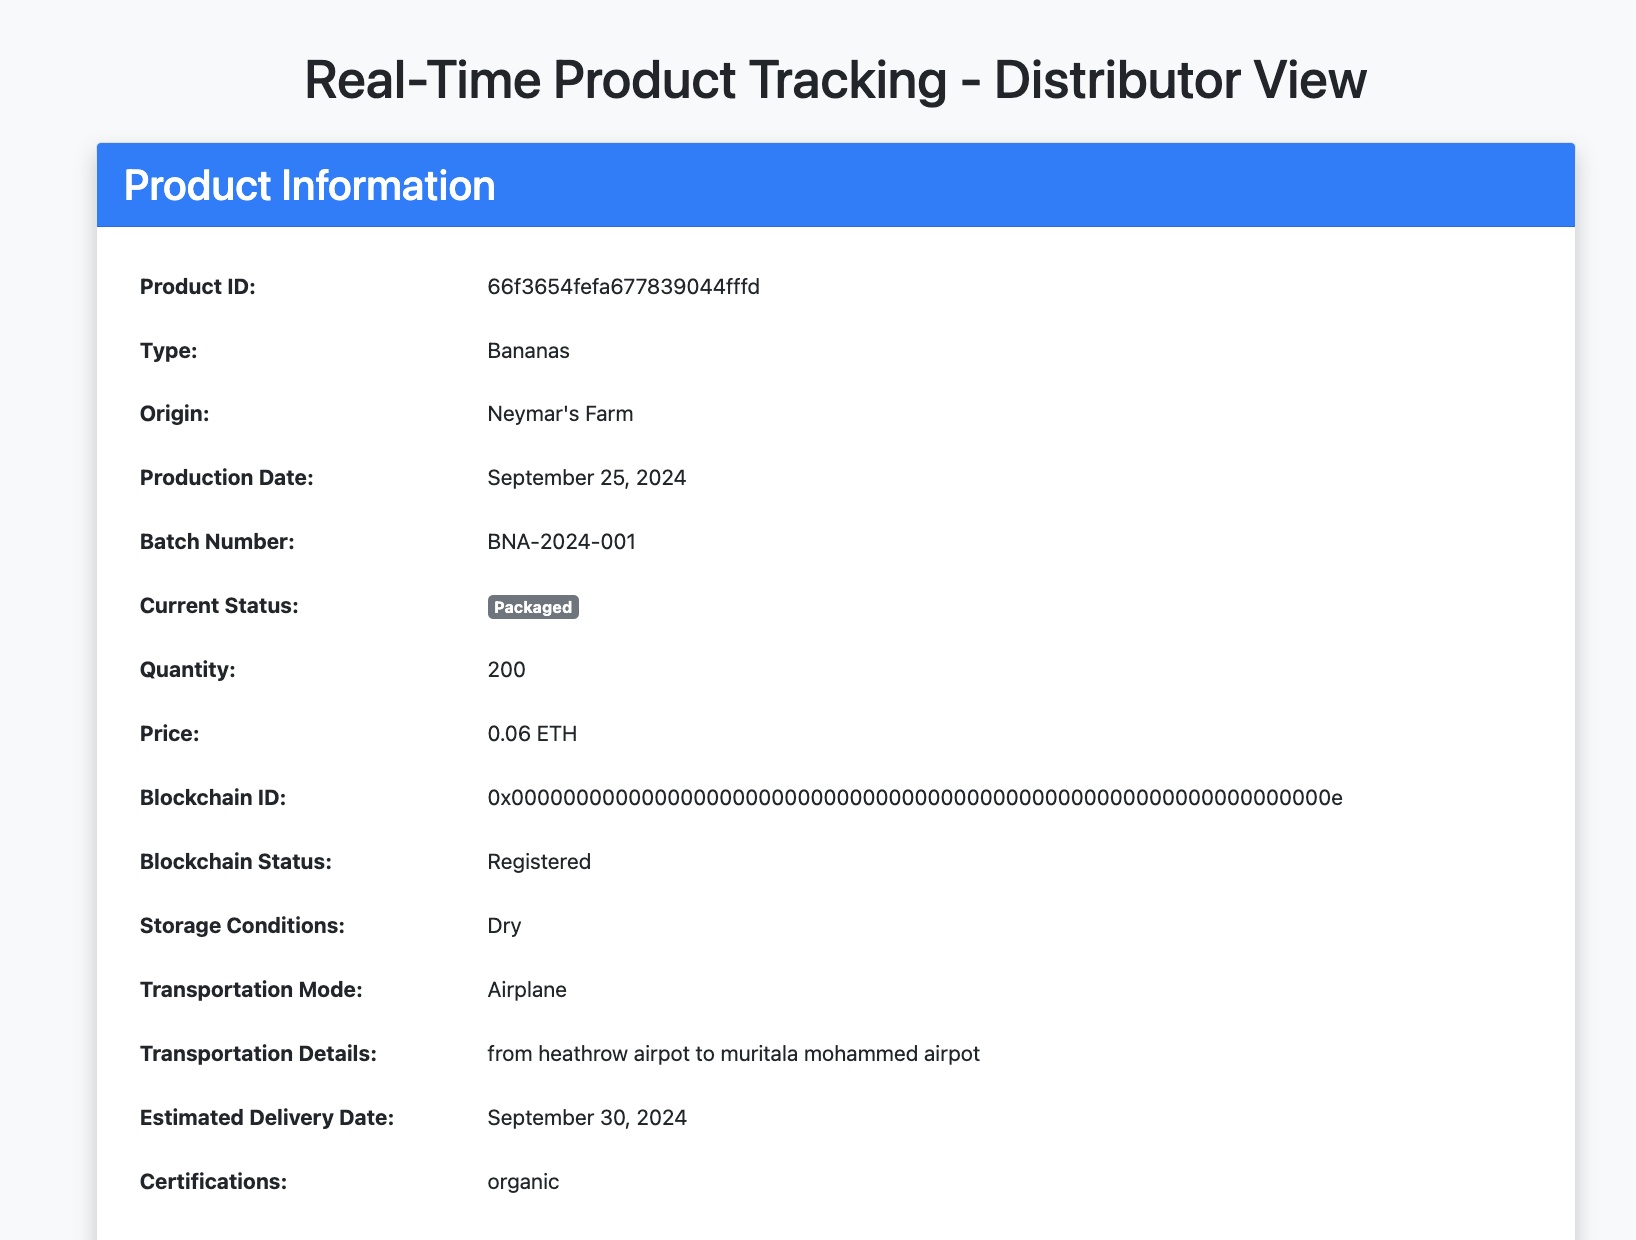 Real-Time Product Tracking - Distributor View
Product Information
Product ID: 66f3654fefa677839044fffd
Type: Bananas
Origin: Neymar's Farm
Production Date: September 25, 2024
Batch Number: BNA-2024-001
Current Status: Packaged
Quantity: 200
Price: 0.06 ETH
Blockchain ID: 0x000000000000000000000000000000000000000000000000000000000000000e
Blockchain Status: Registered
Storage Conditions: Dry
Transportation Mode: Airplane
Transportation Details: from heathrow airpot to muritala mohammed airpot
Estimated Delivery Date: September 30, 2024
Certifications: organic